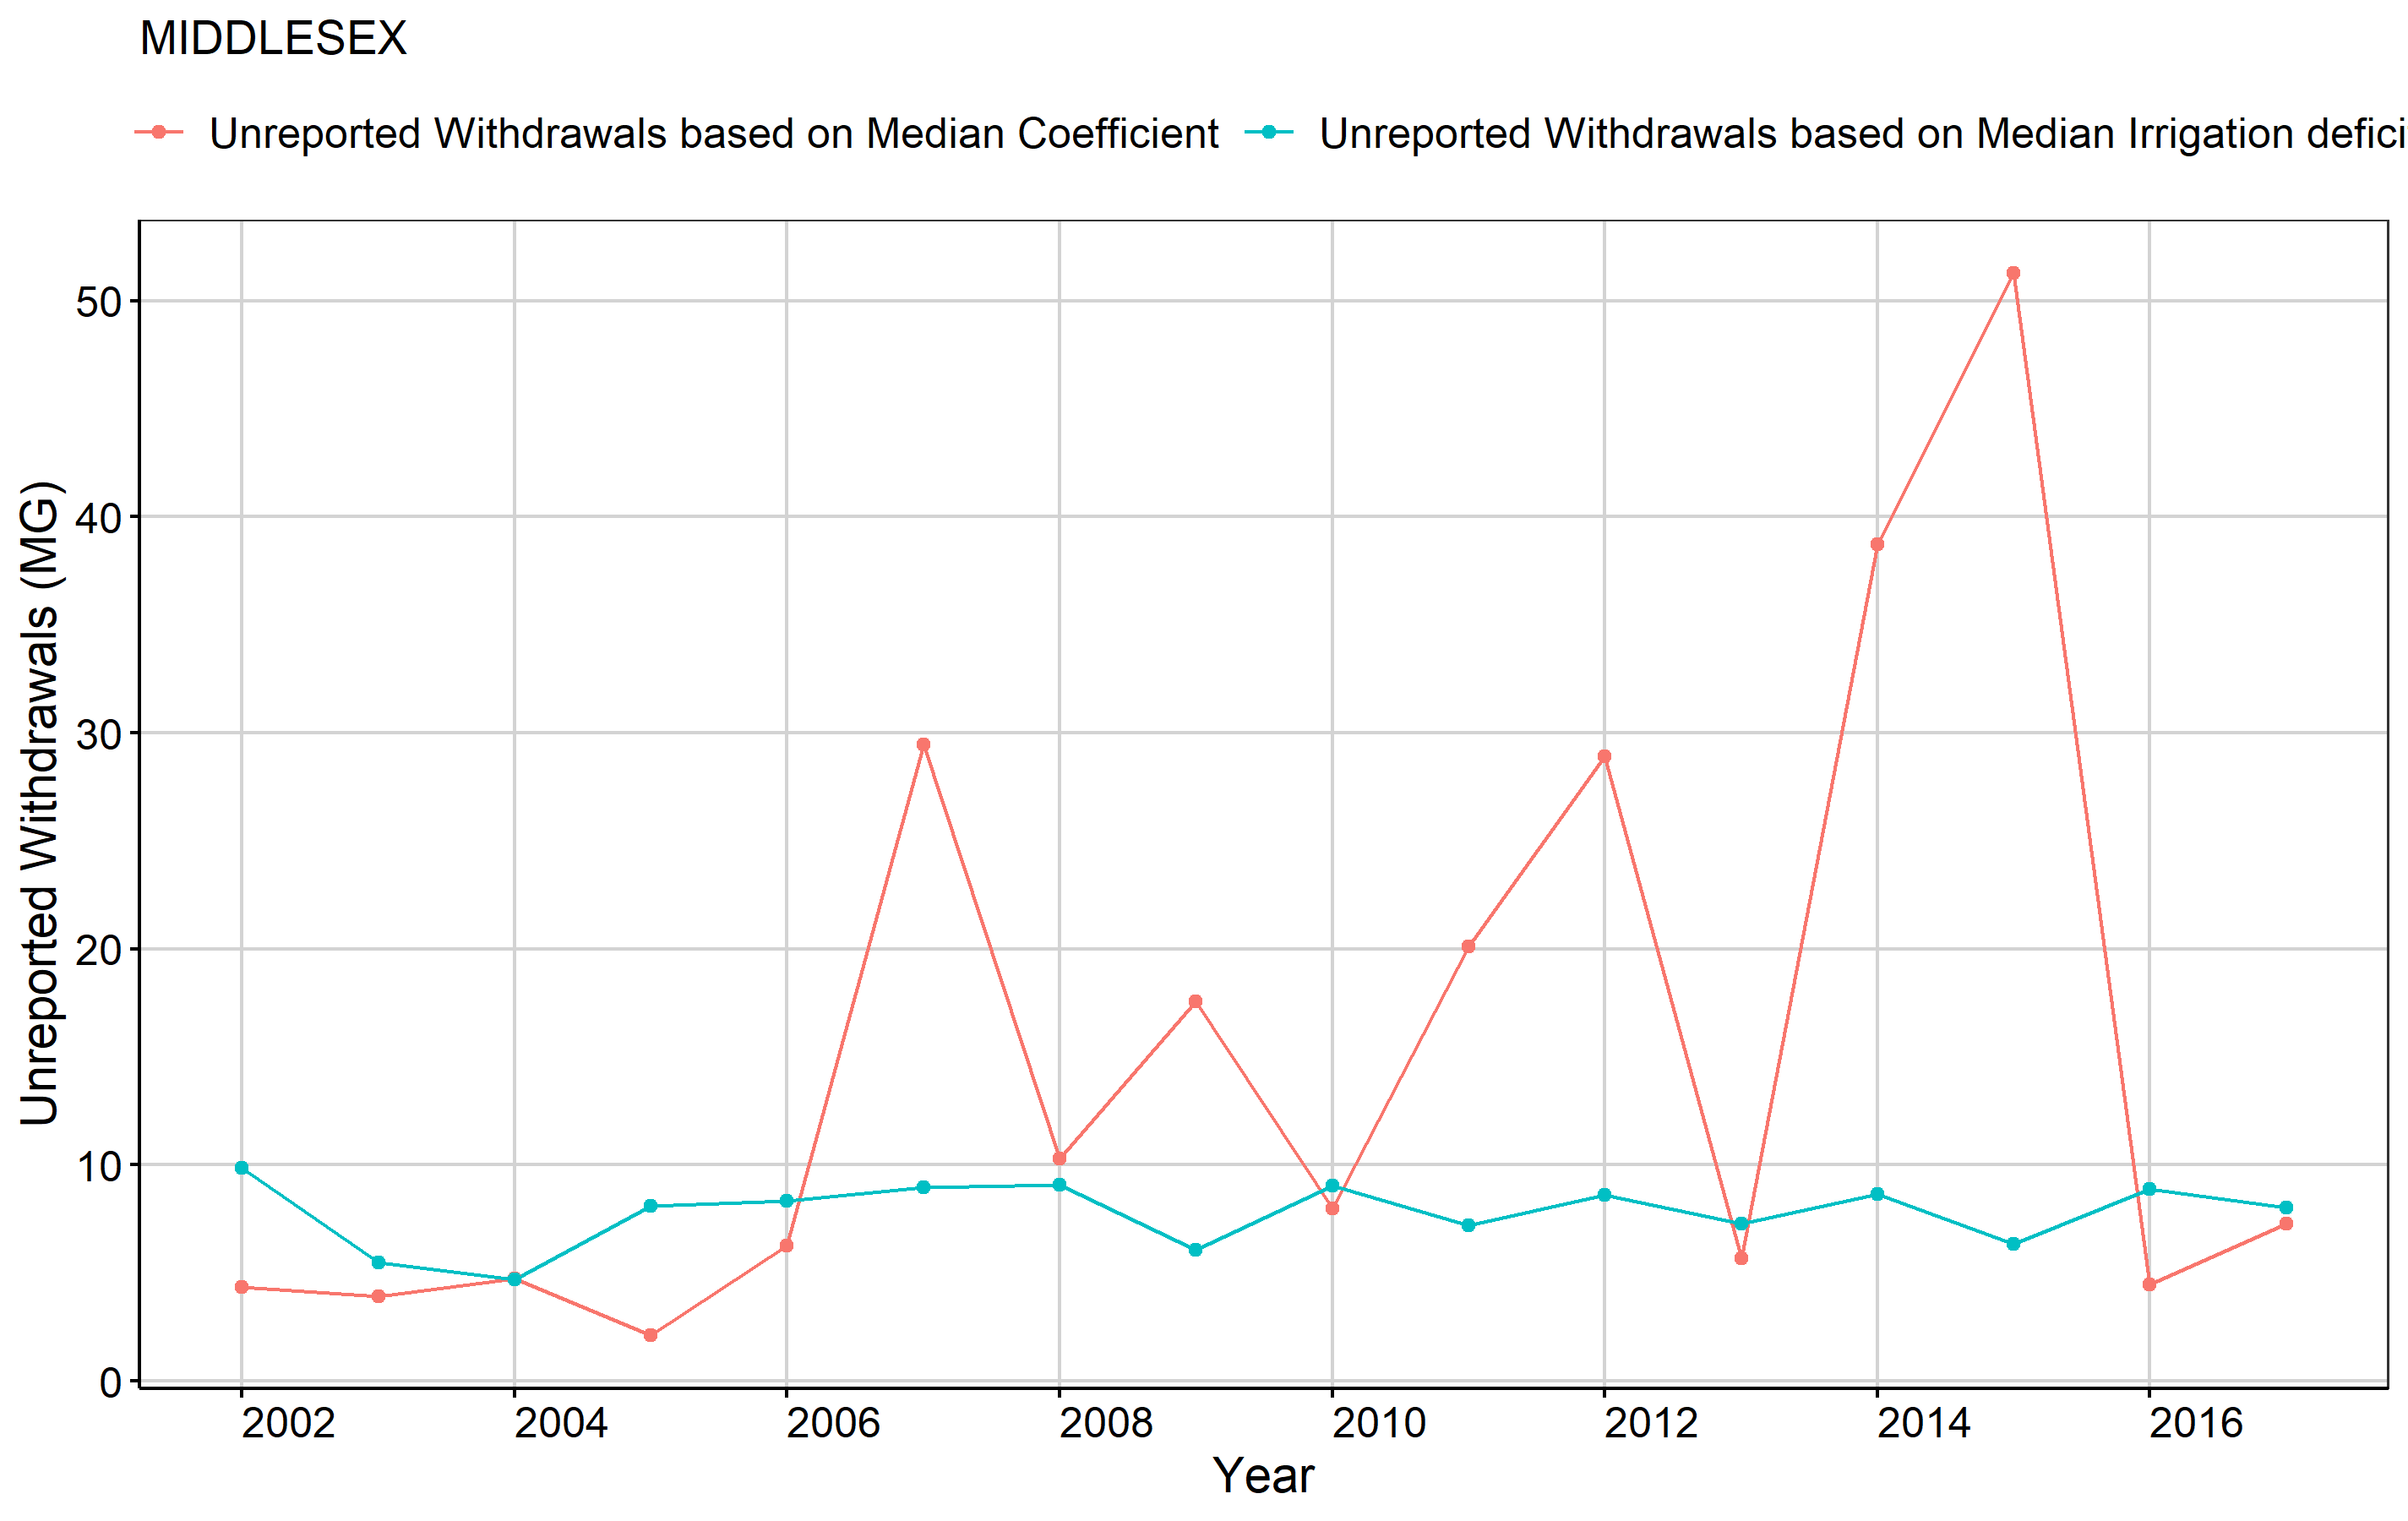 MIDDLESEX
Unreported Withdrawals based on Median Coefficient Unreported Withdrawals based on Median Irrigation defici
50
40
30
20
10
0
Unreported Withdrawals (MG)
2002 2004 2006 2008 2010 2012 2014 2016
Year